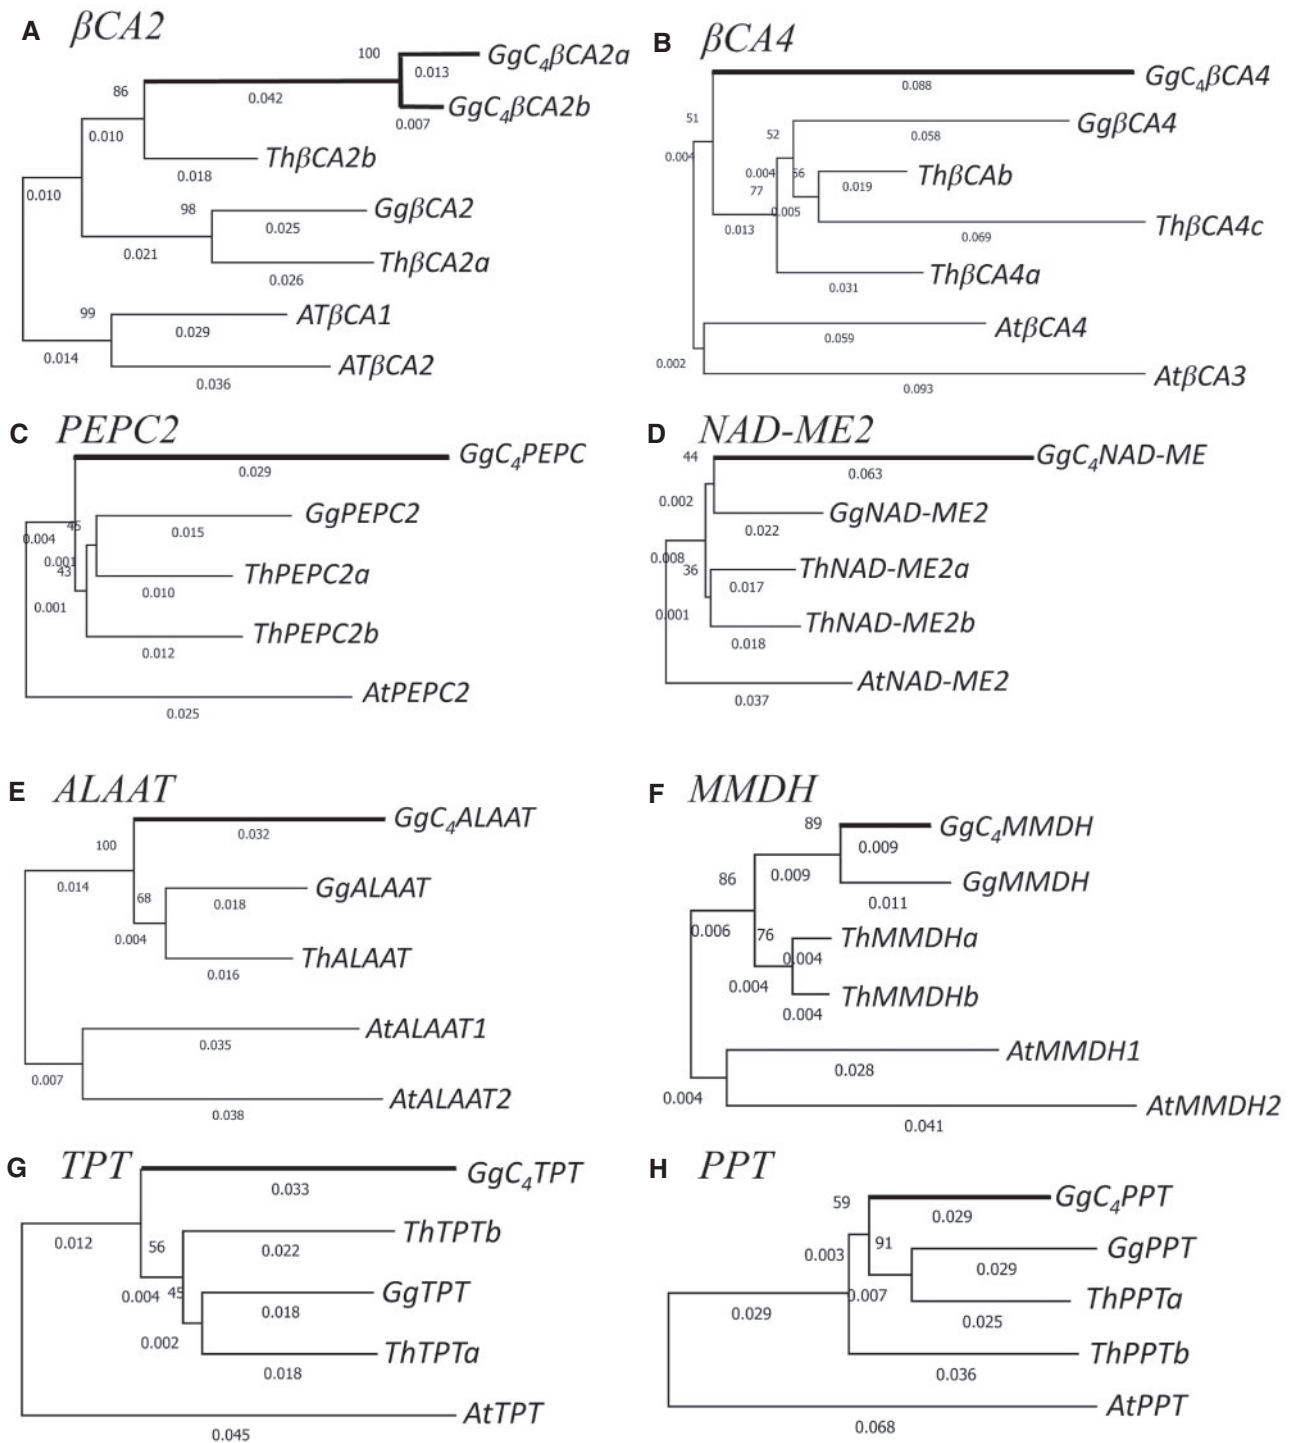 A βCA2
100
GgC₄βCA2a
0.013
86
0.042
GgC₄βCA2b
0.007
0.010
ThβCA2b
0.018
0.010
98
GgβCA2
0.025
0.021
ThβCA2a
0.026
99
ATβCA1
0.029
0.014
ATβCA2
0.036
B βCA4
GgC₄βCA4
0.088
51
GgβCA4
52
0.058
0.004
0.004
56
ThβCAb
77
0.019
0.005
0.013
ThβCA4c
0.069
ThβCA4a
0.031
AtβCA4
0.059
0.002
AtβCA3
0.093
C PEPC2
GgC₄PEPC
0.029
GgPEPC2
45
0.015
0.004
0.001
43
ThPEPC2a
0.010
0.001
ThPEPC2b
0.012
AtPEPC2
0.025
D NAD-ME2
44
GgC₄NAD-ME
0.063
0.002
GgNAD-ME2
0.022
0.008
36
ThNAD-ME2a
0.017
0.001
ThNAD-ME2b
0.018
AtNAD-ME2
0.037
E ALAAT
GgC₄ALAAT
0.032
100
0.014
GgALAAT
68
0.018
0.004
ThALAAT
0.016
AtALAAT1
0.035
0.007
AtALAAT2
0.038
F MMDH
89
GgC₄MMDH
0.009
86
0.009
GgMMDH
0.011
0.006
76
ThMMDHa
0.004
0.004
ThMMDHb
0.004
AtMMDH1
0.028
0.004
AtMMDH2
0.041
G TPT
GgC₄TPT
0.033
0.012
56
ThTPTb
0.022
0.004
45
GgTPT
0.018
0.002
ThTPTa
0.018
AtTPT
0.045
H PPT
59
GgC₄PPT
0.029
0.003
91
GgPPT
0.029
0.007
0.029
ThPPTa
0.025
ThPPTb
0.036
AtPPT
0.068